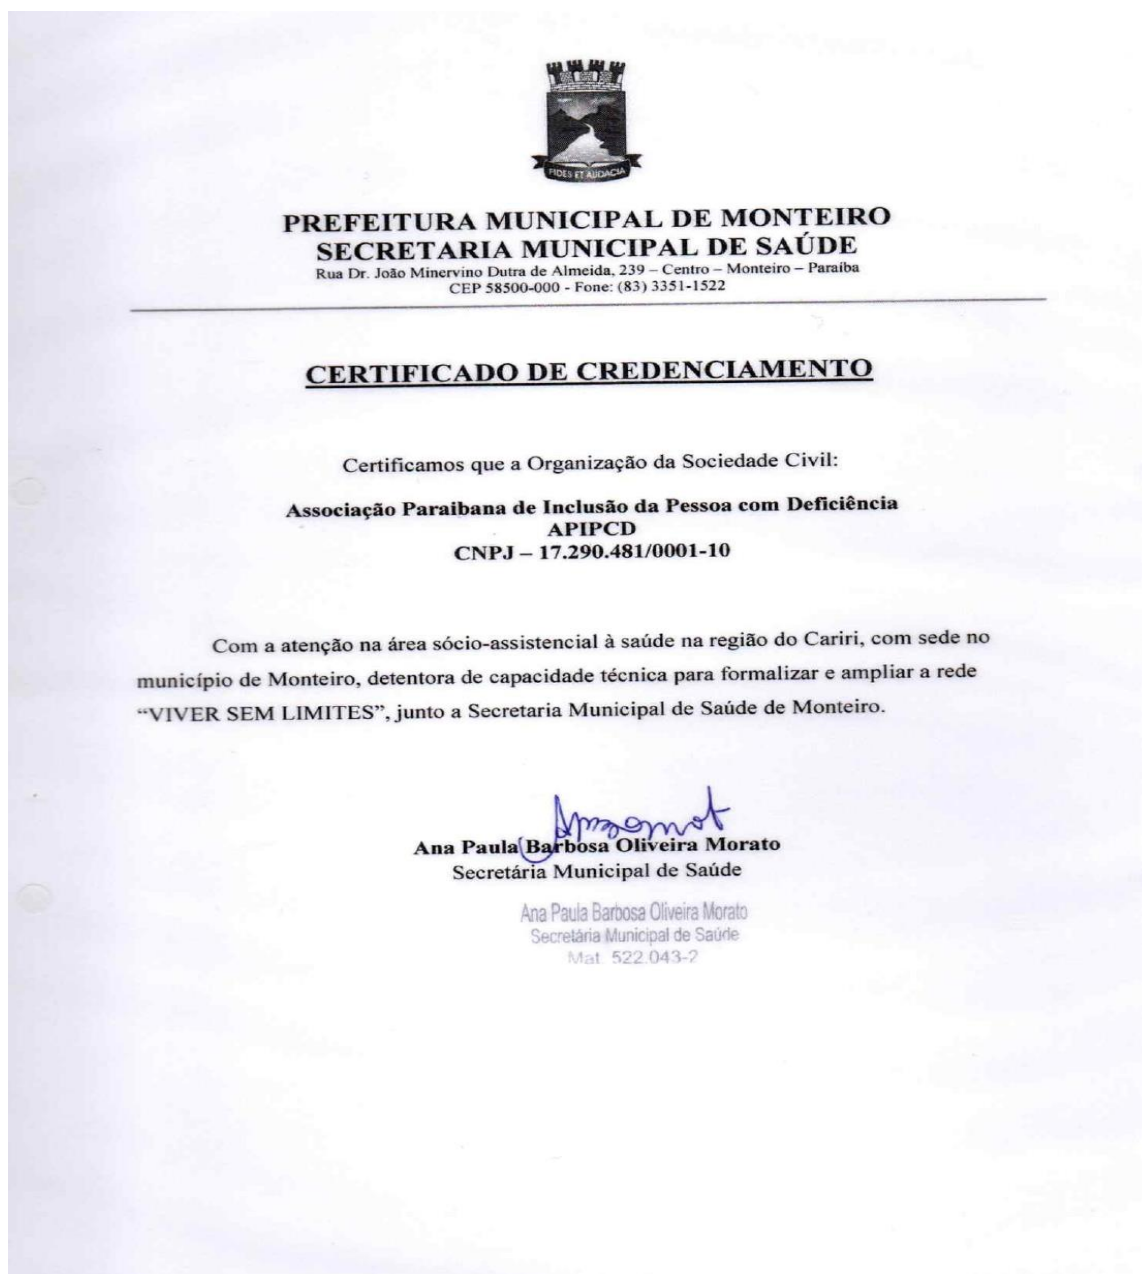 FIDES ET AUDACIA
PREFEITURA MUNICIPAL DE MONTEIRO
SECRETARIA MUNICIPAL DE SAÚDE
Rua Dr. João Minervino Dutra de Almeida, 239 – Centro – Monteiro – Paraiba
CEP 58500-000 - Fone: (83) 3351-1522
CERTIFICADO DE CREDENCIAMENTO
Certificamos que a Organização da Sociedade Civil:
Associação Paraibana de Inclusão da Pessoa com Deficiência
APIPCD
CNPJ – 17.290.481/0001-10
Com a atenção na área sócio-assistencial à saúde na região do Cariri, com sede no
município de Monteiro, detentora de capacidade técnica para formalizar e ampliar a rede
“VIVER SEM LIMITES”, junto a Secretaria Municipal de Saúde de Monteiro.
Ana Paula Barbosa Oliveira Morato
Secretária Municipal de Saúde
Ana Paula Barbosa Oliveira Morato
Secretária Municipal de Saúde
Mat. 522.043-2